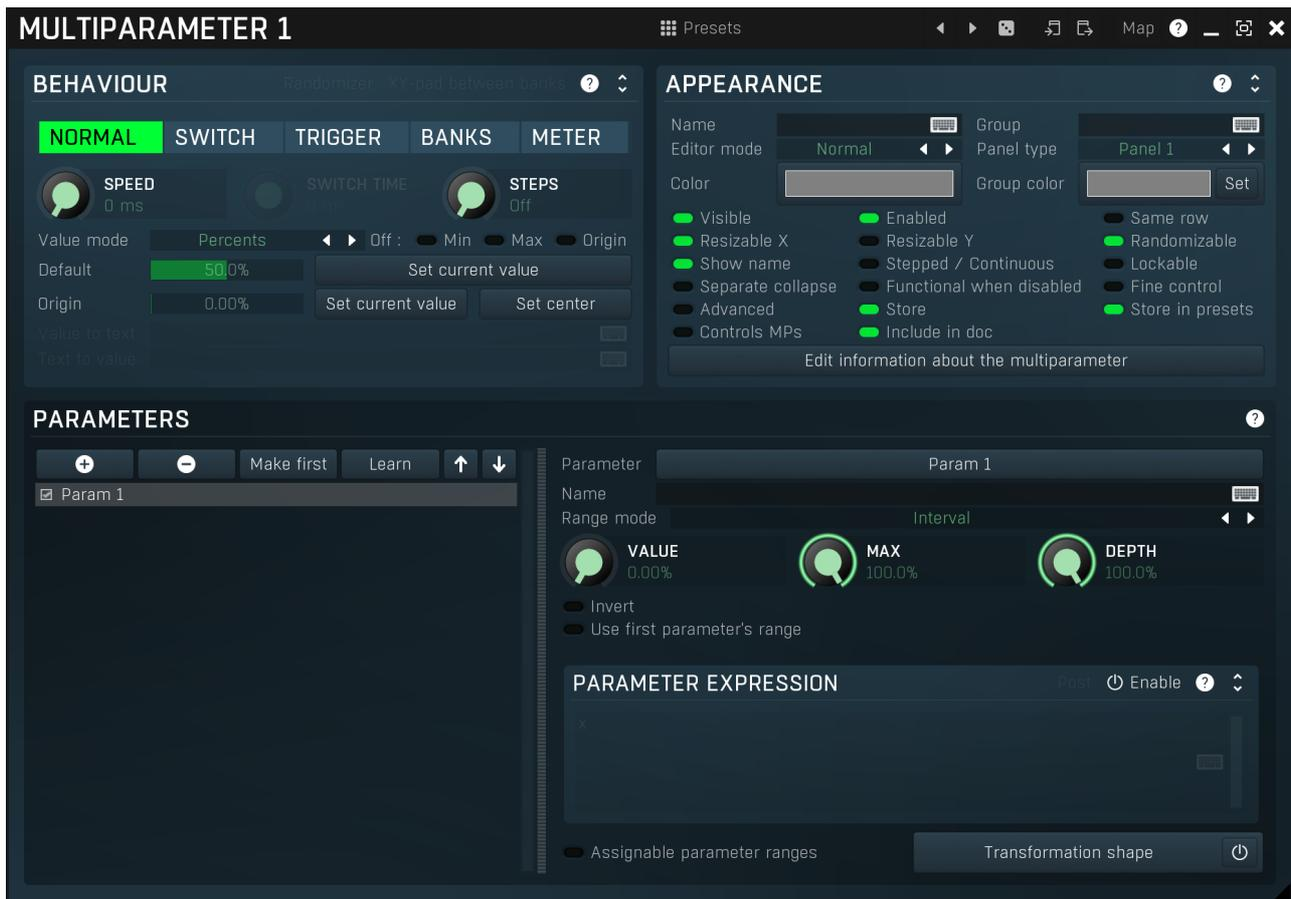 MULTIPARAMETER 1 Presets Map ?
BEHAVIOUR Randomizer XY-pad between banks ?
NORMAL SWITCH TRIGGER BANKS METER
SPEED SWITCH TIME STEPS
0 ms Off
Value mode Percents Off : Min Max Origin
Default 50.0% Set current value
Origin 0.00% Set current value Set center
Value to text
Text to value
APPEARANCE ?
Name Group
Editor mode Normal Panel type Panel 1
Color Group color Set
Visible Enabled Same row
Resizable X Resizable Y Randomizable
Show name Stepped / Continuous Lockable
Separate collapse Functional when disabled Fine control
Advanced Store Store in presets
Controls MPs Include in doc
Edit information about the multiparameter
PARAMETERS ?
Make first Learn
Param 1
Parameter Param 1
Name
Range mode Interval
VALUE MAX DEPTH
0.00% 100.0% 100.0%
Invert
Use first parameter's range
PARAMETER EXPRESSION Post Enable ?
x
Assignable parameter ranges Transformation shape